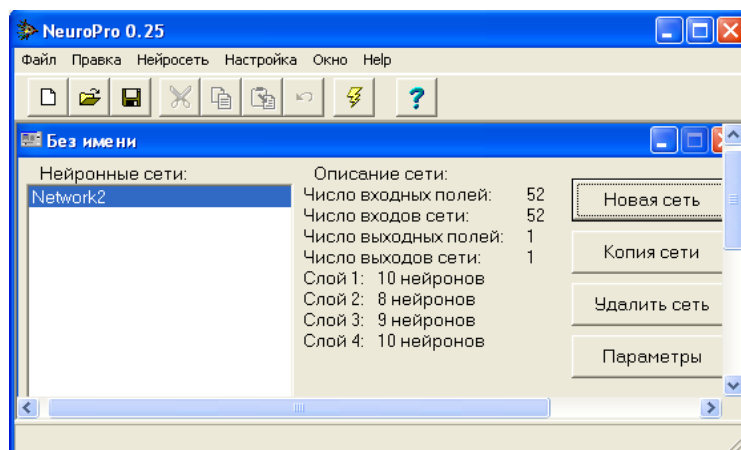 NeuroPro 0.25
Файл Правка Нейросеть Настройка Окно Help
Без имени
Нейронные сети:
Network2
Описание сети:
Число входных полей: 52
Число входов сети: 52
Число выходных полей: 1
Число выходов сети: 1
Слой 1: 10 нейронов
Слой 2: 8 нейронов
Слой 3: 9 нейронов
Слой 4: 10 нейронов
Новая сеть
Копия сети
Удалить сеть
Параметры